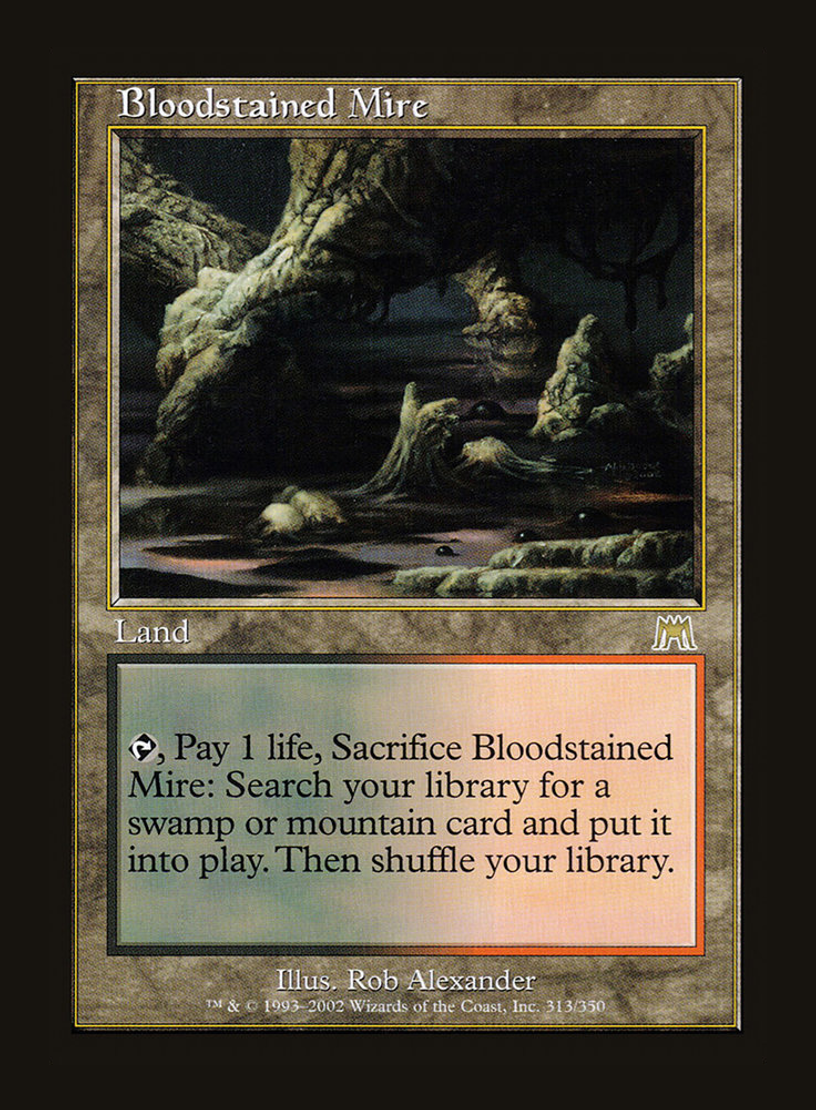 Bloodstained Mire
Land
, Pay 1 life, Sacrifice Bloodstained
Mire: Search your library for a
swamp or mountain card and put it
into play. Then shuffle your library.
Illus. Rob Alexander
™ & © 1993–2002 Wizards of the Coast, Inc. 313/350